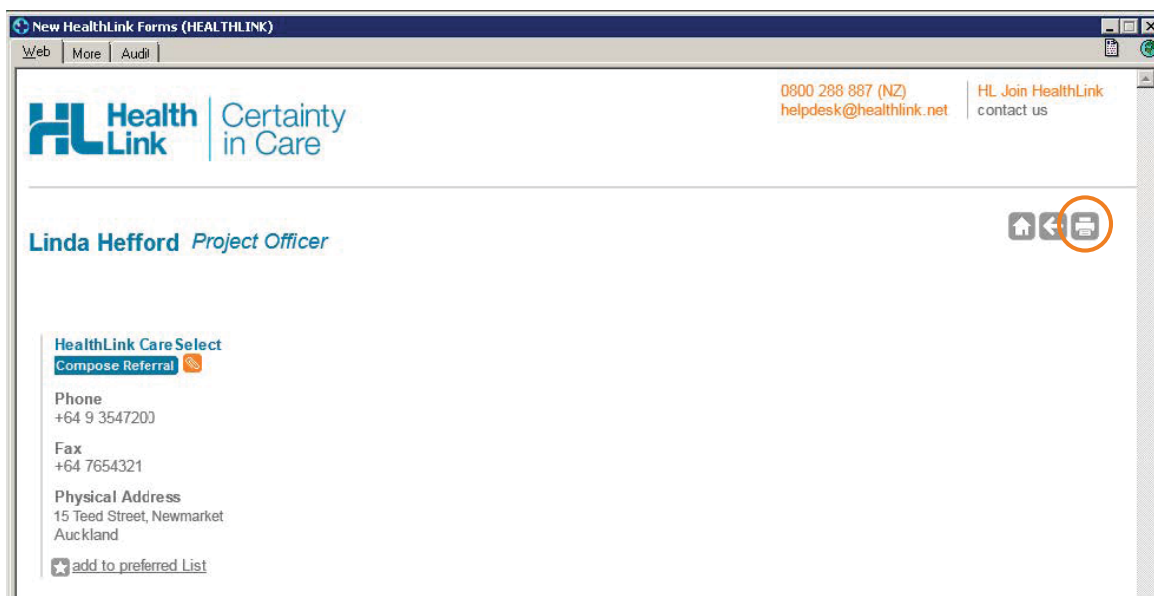 New HealthLink Forms (HEALTHLINK)
Web More Audit
0800 288 887 (NZ) HL Join HealthLink
helpdesk@healthlink.net contact us
HL Health Link Certainty in Care
Linda Hefford Project Officer
HealthLink CareSelect
Compose Referral
Phone
+64 9 3547200
Fax
+64 7654321
Physical Address
15 Teed Street, Newmarket
Auckland
add to preferred List